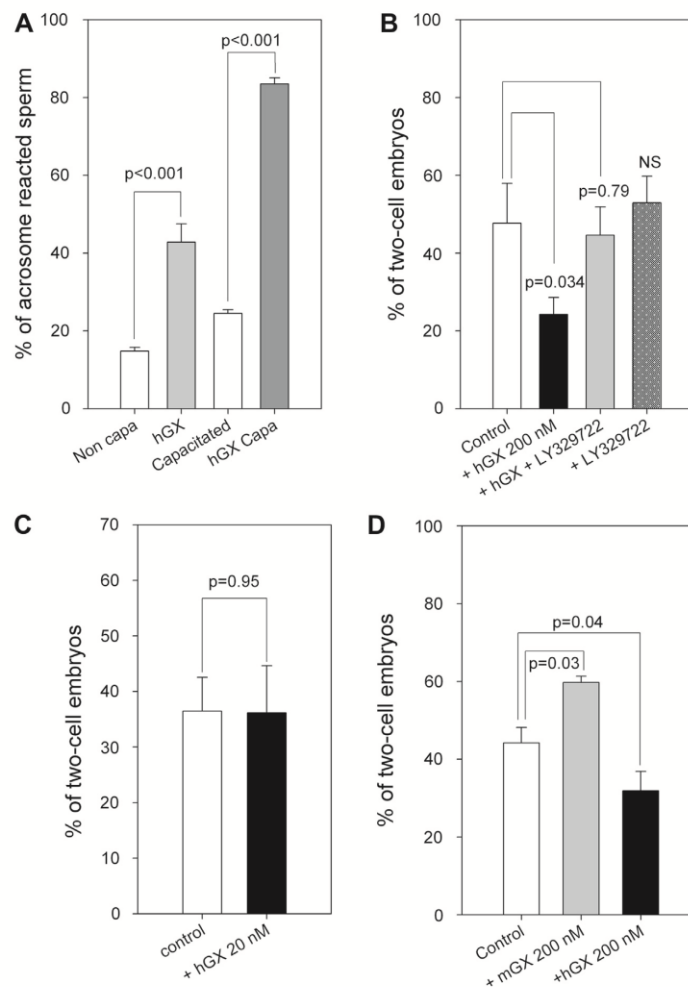 A
% of acrosome reacted sperm
100
80
60
40
20
0
p<0.001
p<0.001
Non capa
hGX
Capacitated
hGX Capa
B
% of two-cell embryos
100
80
60
40
20
0
p=0.034
p=0.79
NS
Control
+ hGX 200 nM
+ hGX + LY329722
+ LY329722
C
% of two-cell embryos
70
60
50
40
30
20
10
0
p=0.95
control
+ hGX 20 nM
D
% of two-cell embryos
100
80
60
40
20
0
p=0.04
p=0.03
Control
+ mGX 200 nM
+hGX 200 nM